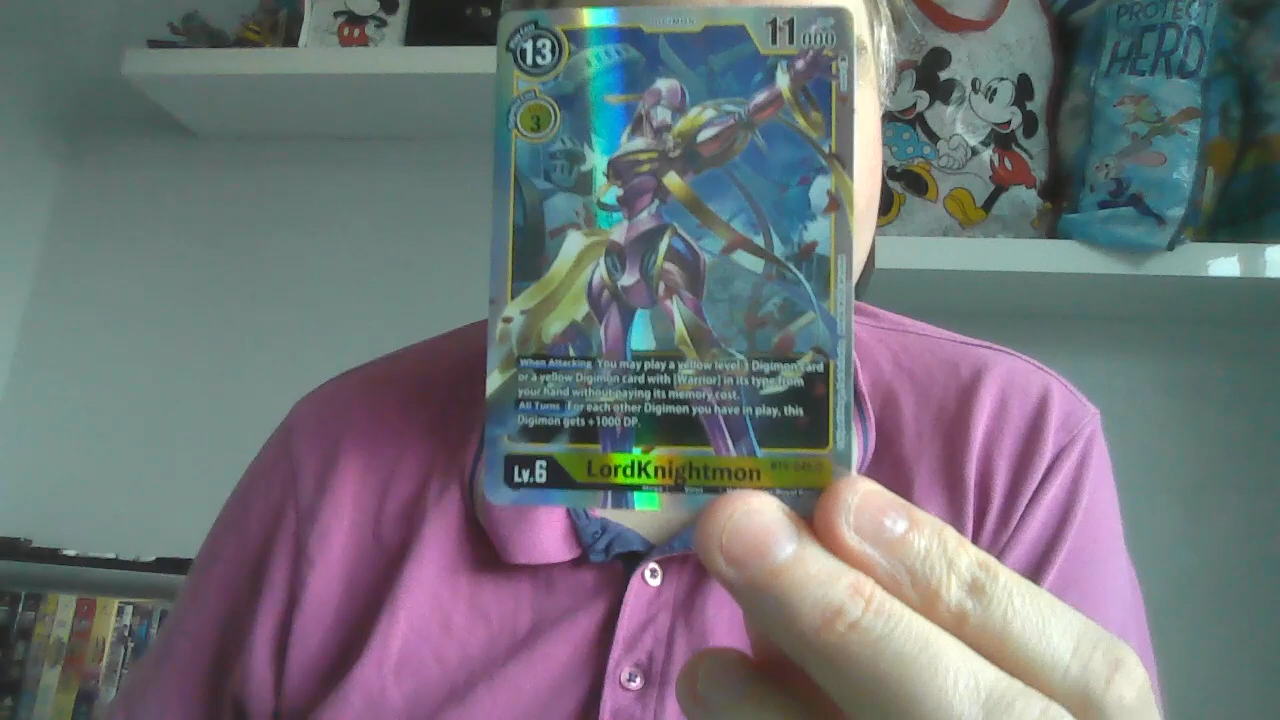 DIGIMON
13
11000
3
PROTECT
HERO
When Attacking You may play a yellow level 3 Digimon card
or a yellow Digimon card with [Warrior] in its type from
your hand without paying its memory cost.
All Turns For each other Digimon you have in play, this
Digimon gets +1000 DP.
Lv.6
LordKnightmon